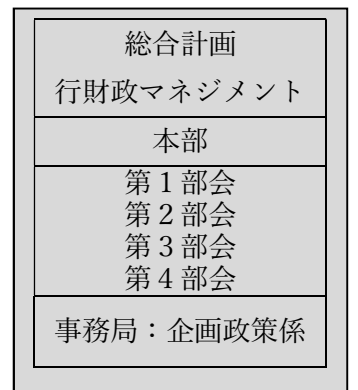 総合計画
行財政マネジメント
本部
第１部会
第２部会
第３部会
第４部会
事務局：企画政策係